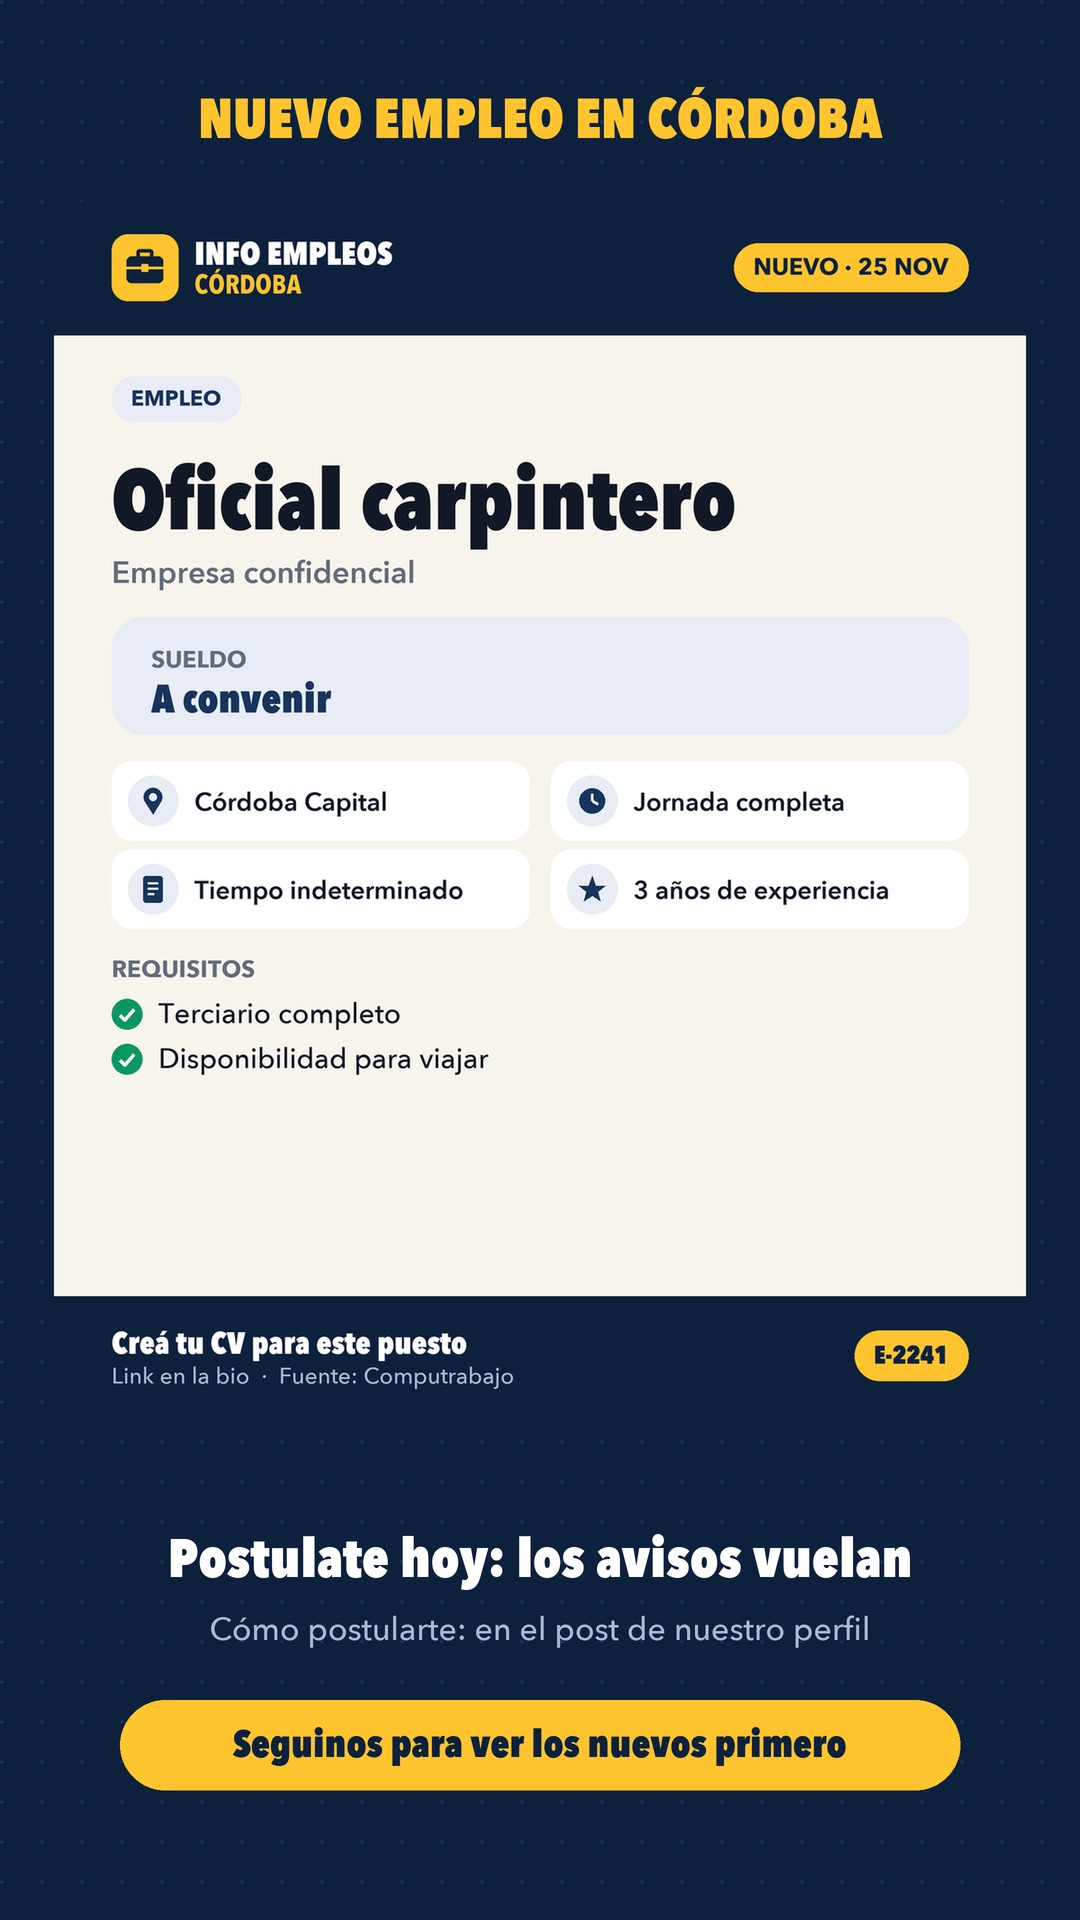 NUEVO EMPLEO EN CÓRDOBA
INFO EMPLEOS
CÓRDOBA
NUEVO · 25 NOV
EMPLEO
Oficial carpintero
Empresa confidencial
SUELDO
A convenir
Córdoba Capital
Jornada completa
Tiempo indeterminado
3 años de experiencia
REQUISITOS
Terciario completo
Disponibilidad para viajar
Creá tu CV para este puesto
Link en la bio · Fuente: Computrabajo
E-2241
Postulate hoy: los avisos vuelan
Cómo postularte: en el post de nuestro perfil
Seguinos para ver los nuevos primero